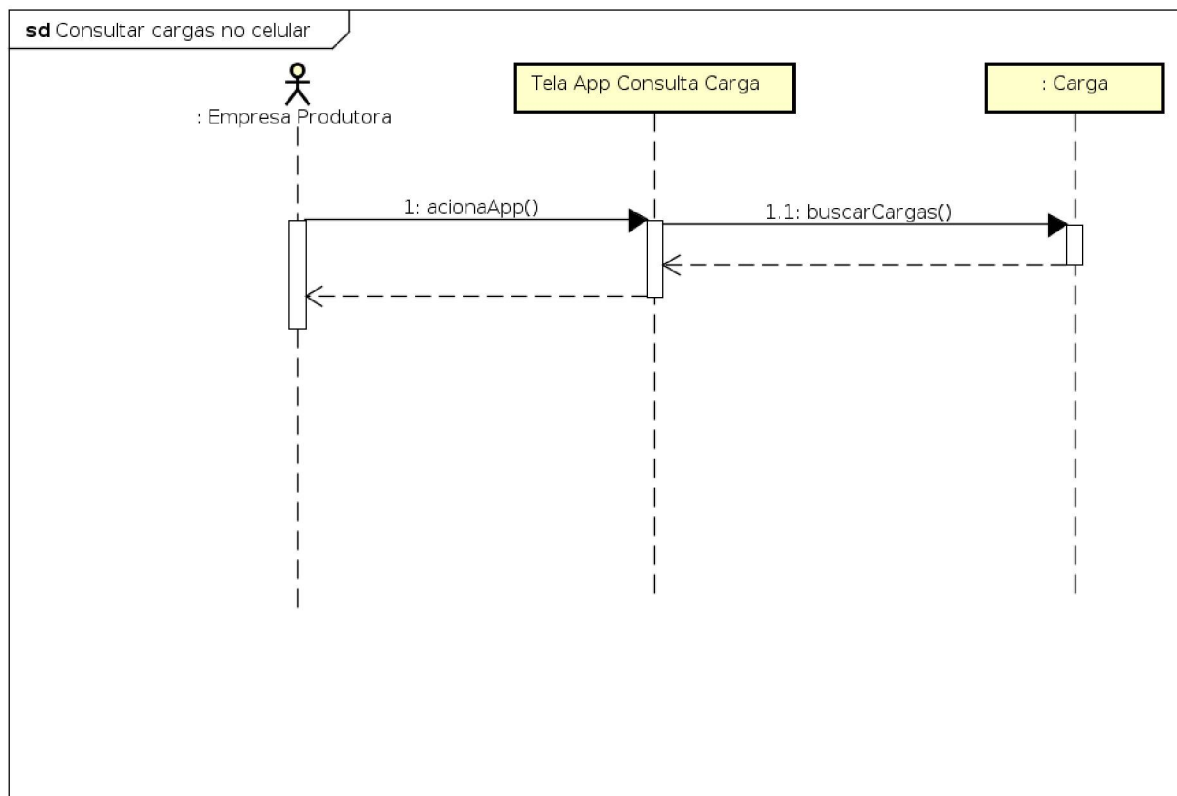 sd Consultar cargas no celular
: Empresa Produtora
Tela App Consulta Carga
: Carga
1: acionaApp()
1.1: buscarCargas()